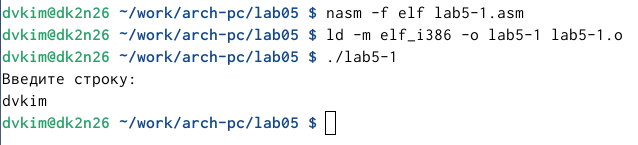 dvkim@dk2n26 ~/work/arch-pc/lab05 $ nasm -f elf lab5-1.asm
dvkim@dk2n26 ~/work/arch-pc/lab05 $ ld -m elf_i386 -o lab5-1 lab5-1.o
dvkim@dk2n26 ~/work/arch-pc/lab05 $ ./lab5-1
Введите строку:
dvkim
dvkim@dk2n26 ~/work/arch-pc/lab05 $